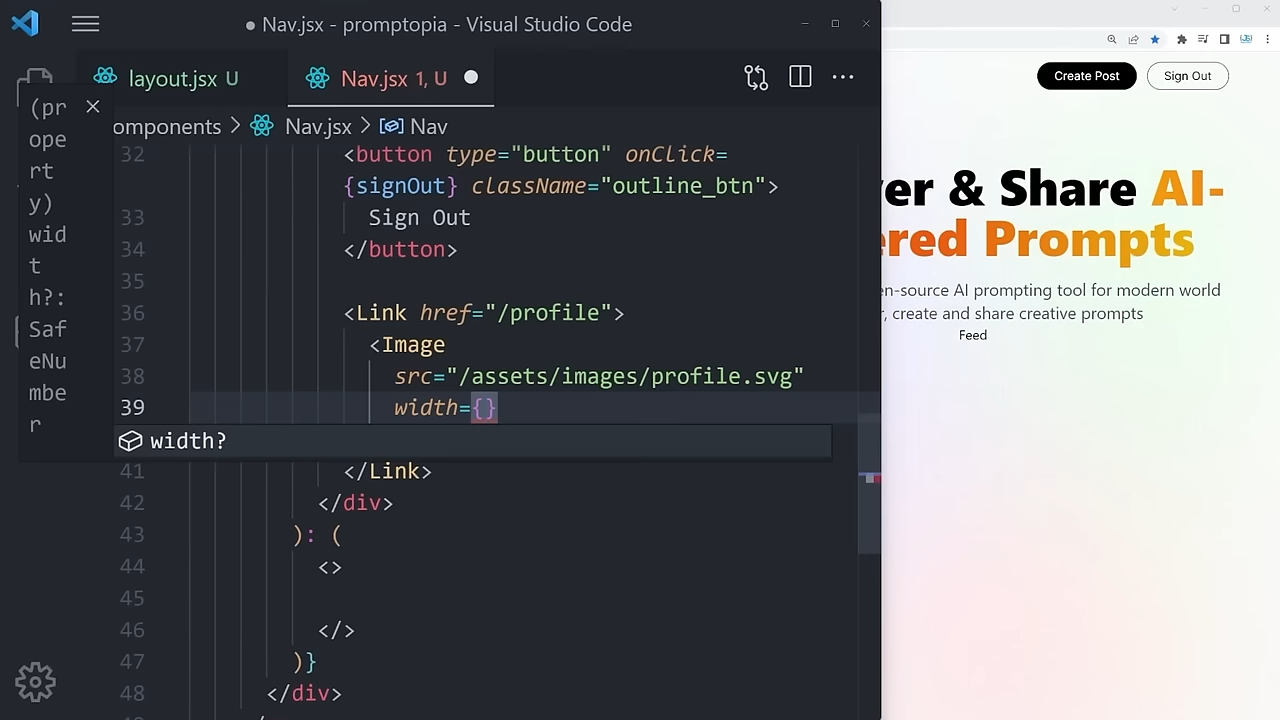 ● Nav.jsx - promptopia - Visual Studio Code
layout.jsx U
Nav.jsx 1, U
omponents > Nav.jsx > Nav
(pr
ope
rt
y)
wid
t
h?:
Saf
eNu
mbe
r
32 <button type="button" onClick=
{signOut} className="outline_btn">
33 Sign Out
34 </button>
35
36 <Link href="/profile">
37 <Image
38 src="/assets/images/profile.svg"
39 width={}
width?
41 </Link>
42 </div>
43 ): (
44 <>
45
46 </>
47 )}
48 </div>
Create Post
Sign Out
ver & Share AI-
ered Prompts
en-source AI prompting tool for modern world
, create and share creative prompts
Feed